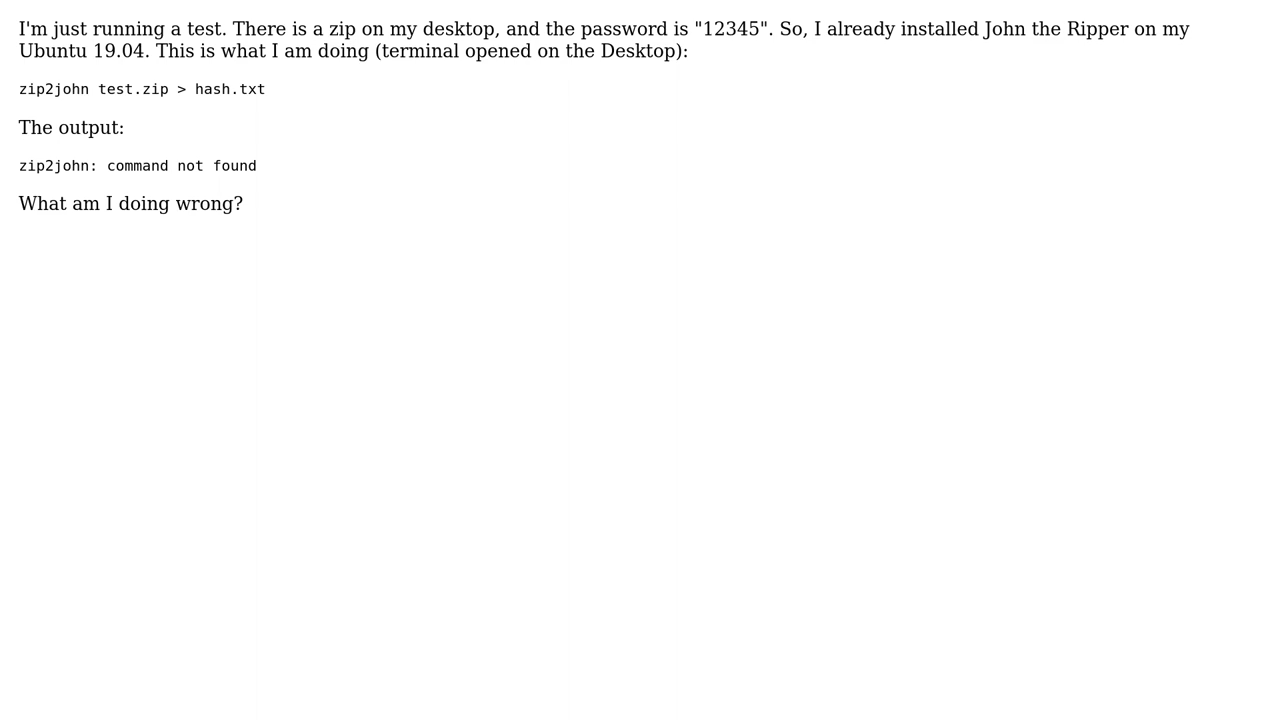 I'm just running a test. There is a zip on my desktop, and the password is "12345". So, I already installed John the Ripper on my
Ubuntu 19.04. This is what I am doing (terminal opened on the Desktop):
zip2john test.zip > hash.txt
The output:
zip2john: command not found
What am I doing wrong?